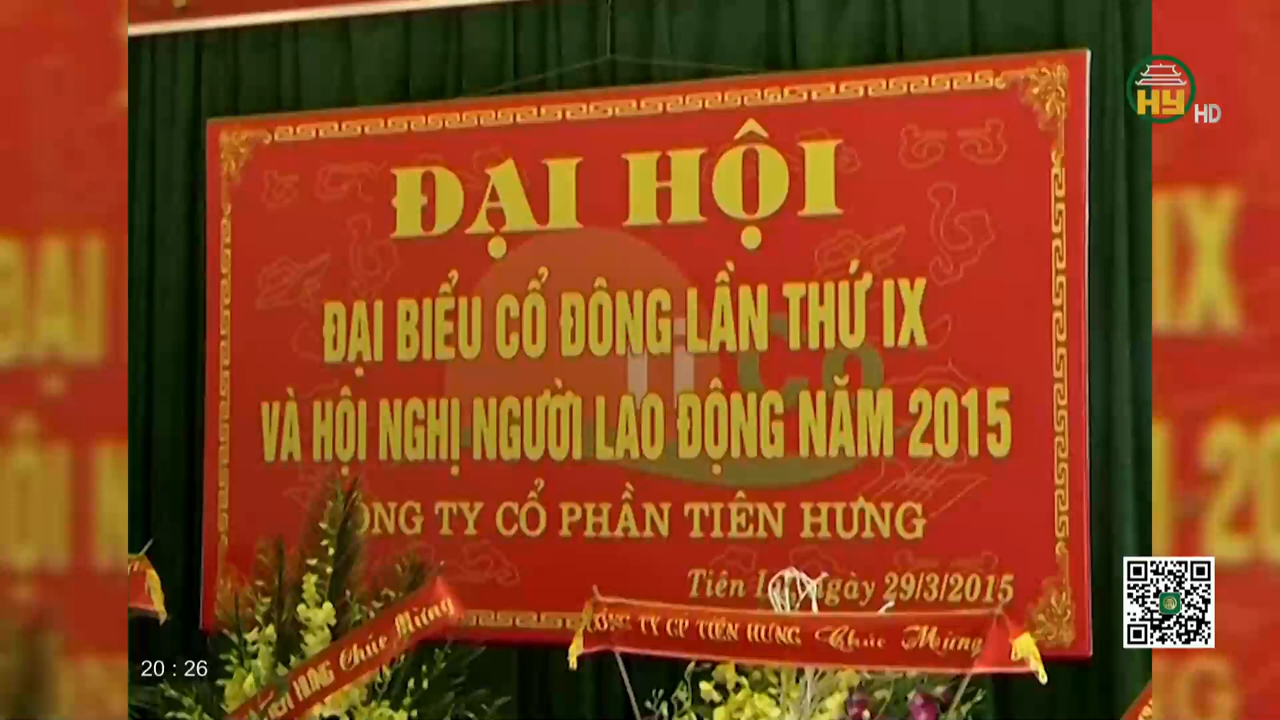 HY HD
ĐẠI HỘI
ĐẠI BIỂU CỔ ĐÔNG LẦN THỨ IX
VÀ HỘI NGHỊ NGƯỜI LAO ĐỘNG NĂM 2015
CÔNG TY CỔ PHẦN TIÊN HƯNG
Tiên ngày 29/3/2015
CÔNG TY CP TIÊN HƯNG Chúc Mừng
HƯNG Chúc Mừng
20 : 26